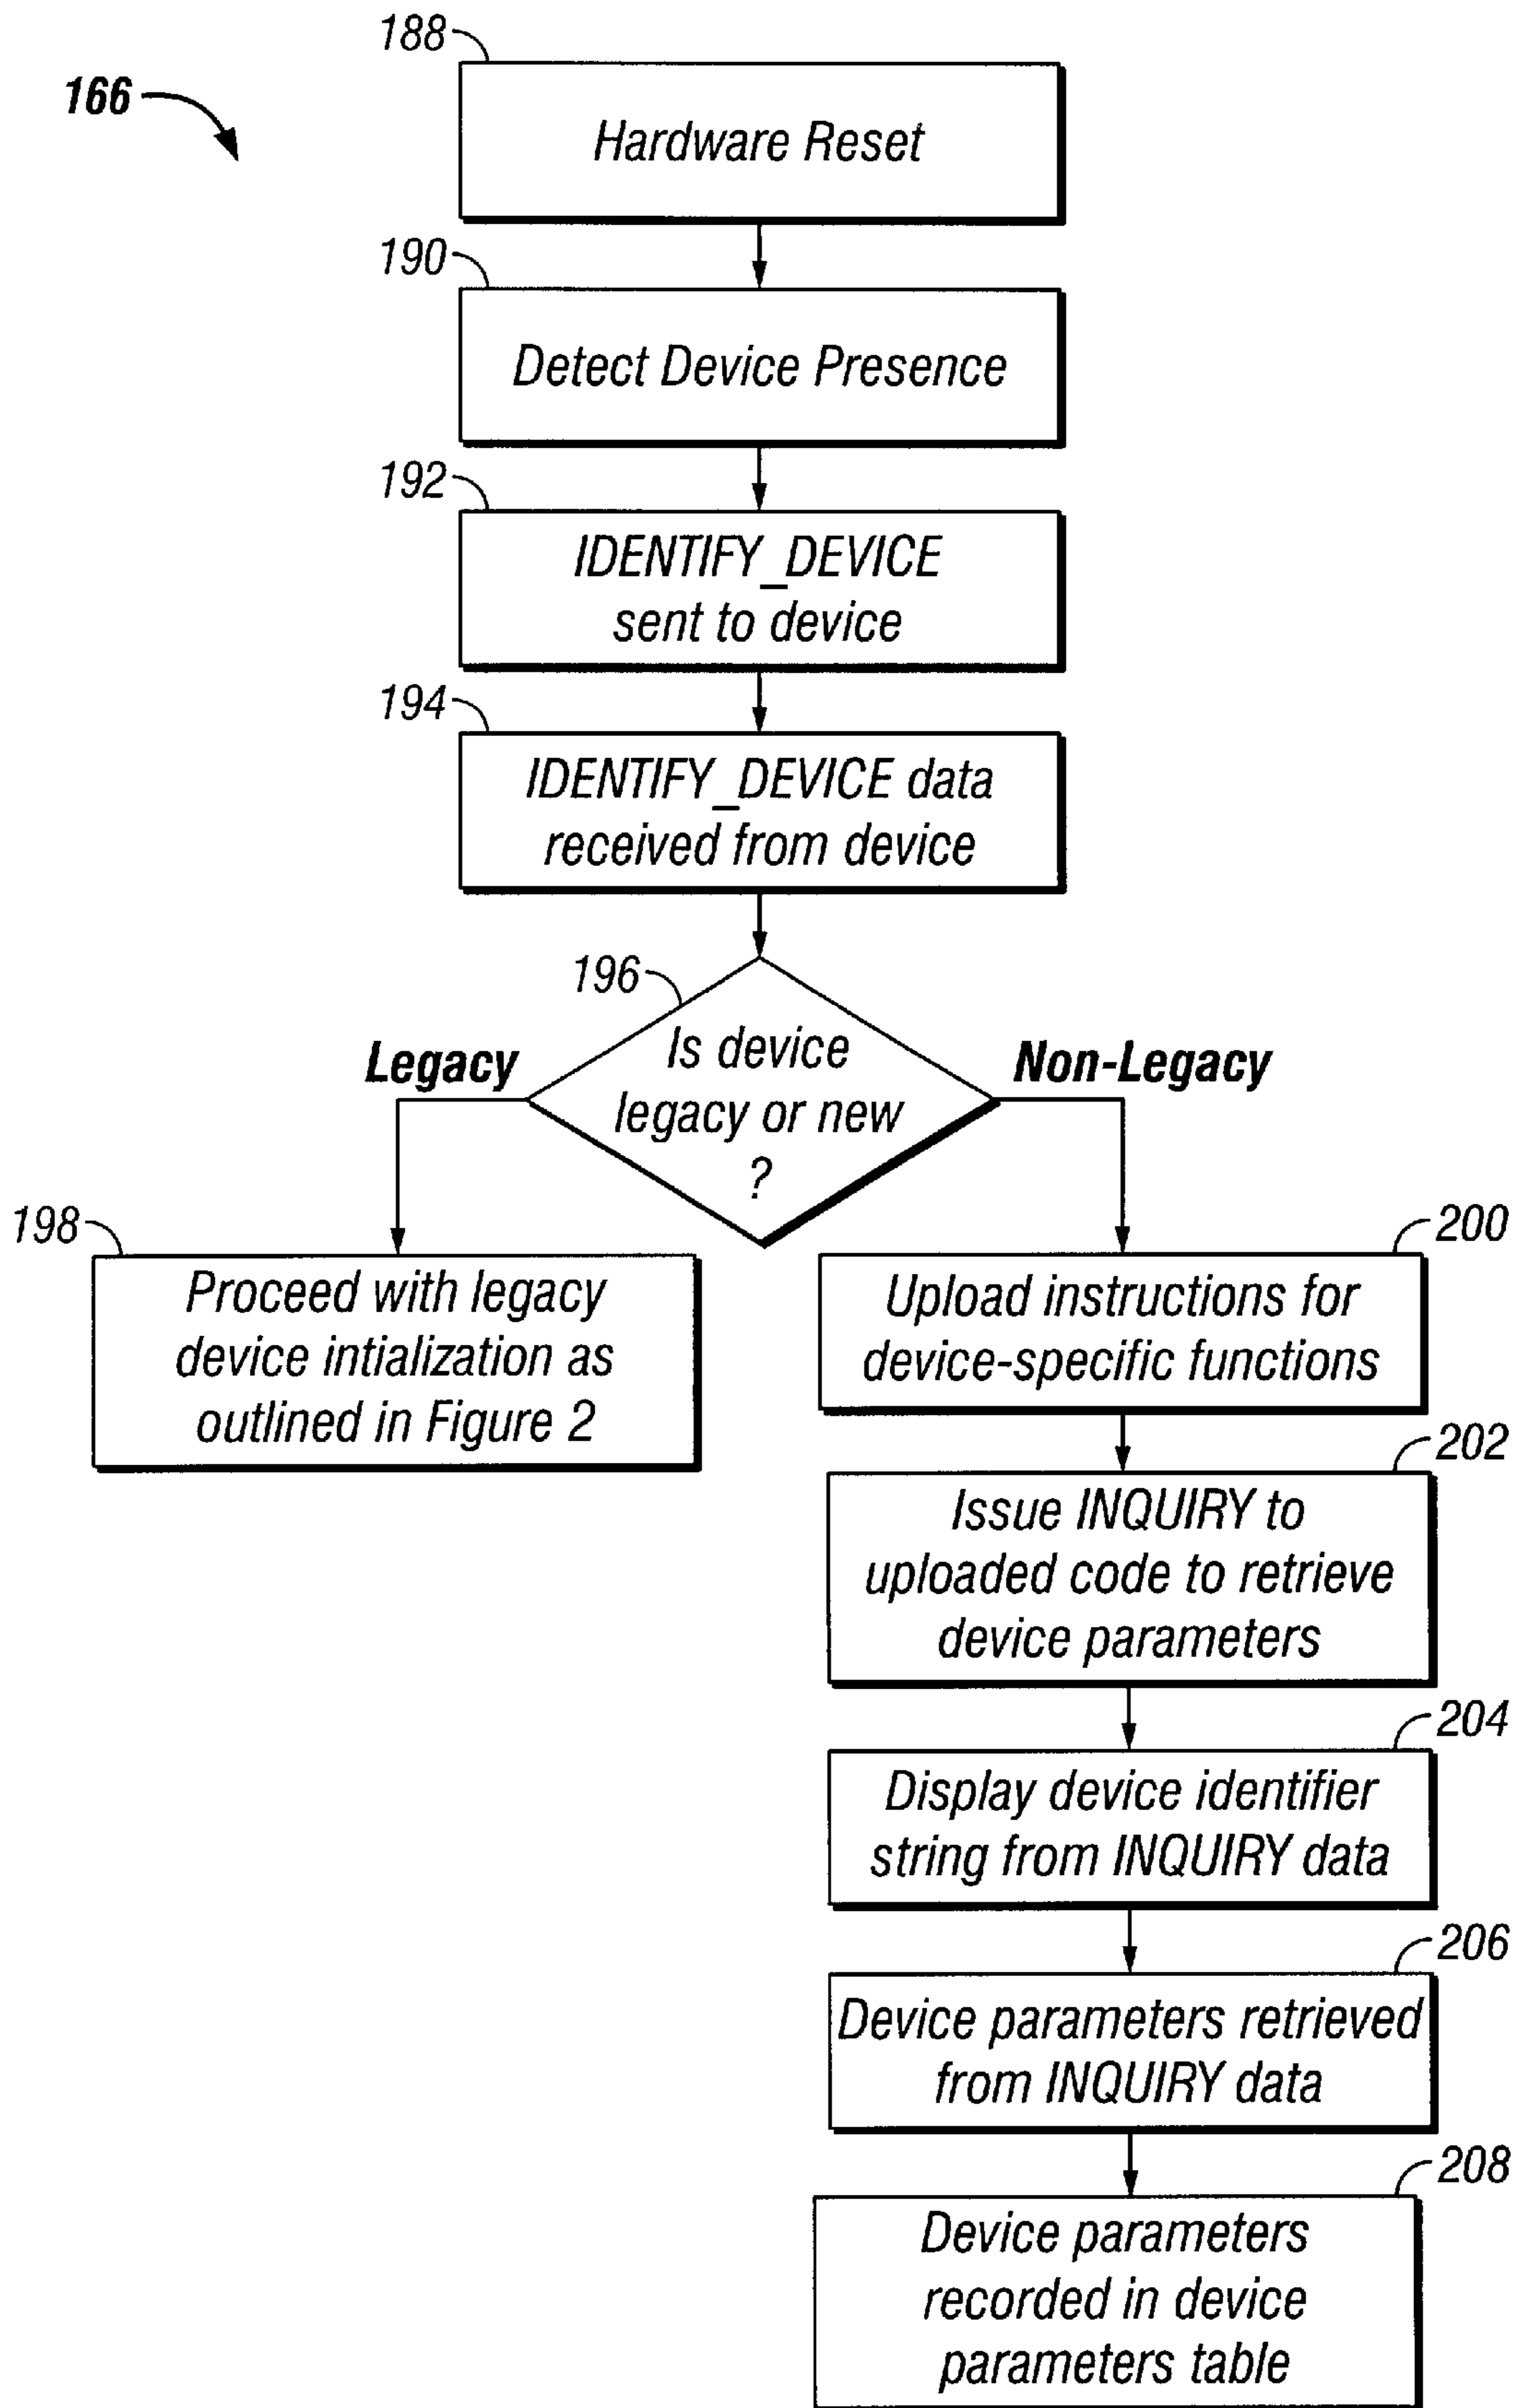 188
166
Hardware Reset
190
Detect Device Presence
192
IDENTIFY_DEVICE
sent to device
194
IDENTIFY_DEVICE data
received from device
196
Is device
legacy or new
?
Legacy
Non-Legacy
198
Proceed with legacy
device intialization as
outlined in Figure 2
200
Upload instructions for
device-specific functions
202
Issue INQUIRY to
uploaded code to retrieve
device parameters
204
Display device identifier
string from INQUIRY data
206
Device parameters retrieved
from INQUIRY data
208
Device parameters
recorded in device
parameters table